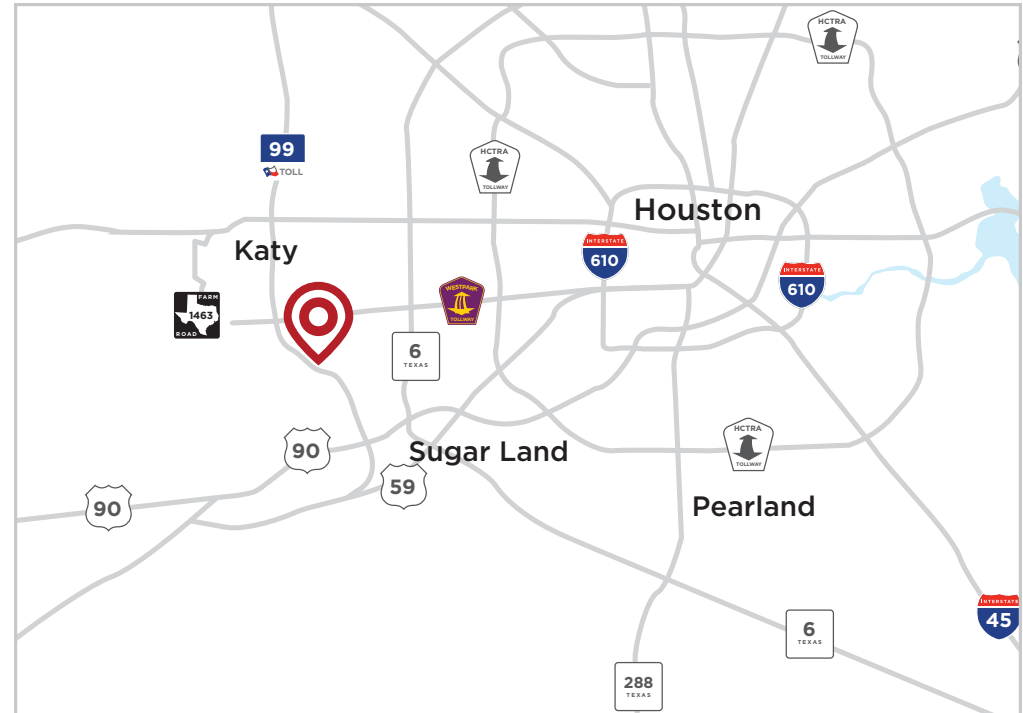 HCTRA
TOLLWAY
99
TOLL
HCTRA
TOLLWAY
Houston
Katy
INTERSTATE
610
INTERSTATE
610
WESTPARK
TOLLWAY
FARM
1463
ROAD
6
TEXAS
HCTRA
TOLLWAY
90
Sugar Land
59
90
Pearland
INTERSTATE
45
6
TEXAS
288
TEXAS